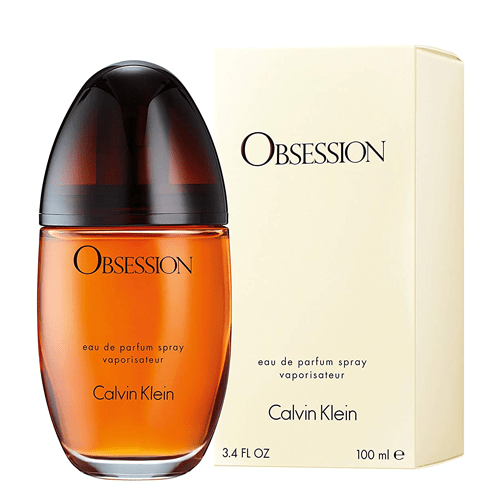 OBSESSION
eau de parfum spray
vaporisateur
Calvin Klein
OBSESSION
eau de parfum spray
vaporisateur
Calvin Klein
3.4 FL OZ 100 ml ℮